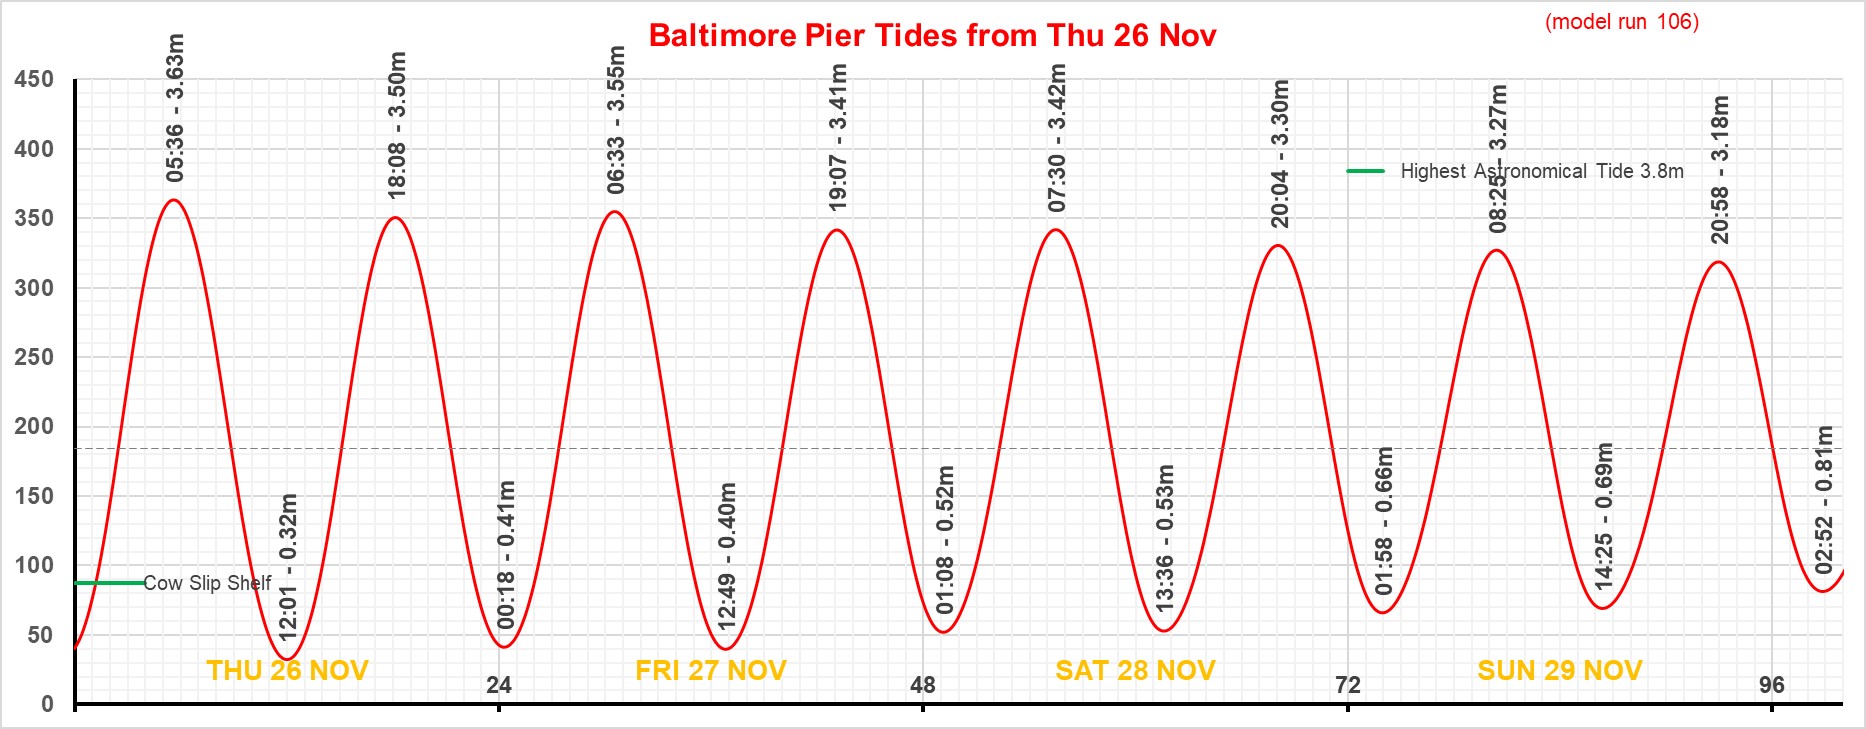 Baltimore Pier Tides from Thu 26 Nov
(model run 106)
450
400
350
300
250
200
150
100
50
0
05:36 - 3.63m
12:01 - 0.32m
18:08 - 3.50m
00:18 - 0.41m
06:33 - 3.55m
12:49 - 0.40m
19:07 - 3.41m
01:08 - 0.52m
07:30 - 3.42m
13:36 - 0.53m
20:04 - 3.30m
01:58 - 0.66m
08:25 - 3.27m
14:25 - 0.69m
20:58 - 3.18m
02:52 - 0.81m
Highest Astronomical Tide 3.8m
Cow Slip Shelf
THU 26 NOV
FRI 27 NOV
SAT 28 NOV
SUN 29 NOV
24
48
72
96